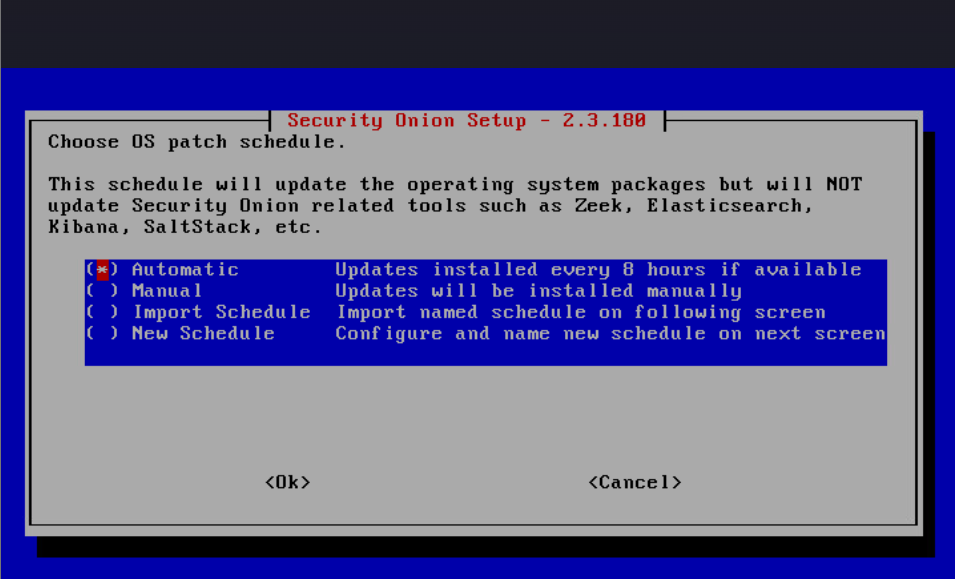 Security Onion Setup - 2.3.180
Choose OS patch schedule.
This schedule will update the operating system packages but will NOT
update Security Onion related tools such as Zeek, Elasticsearch,
Kibana, SaltStack, etc.
(*) Automatic Updates installed every 8 hours if available
( ) Manual Updates will be installed manually
( ) Import Schedule Import named schedule on following screen
( ) New Schedule Configure and name new schedule on next screen
<Ok> <Cancel>